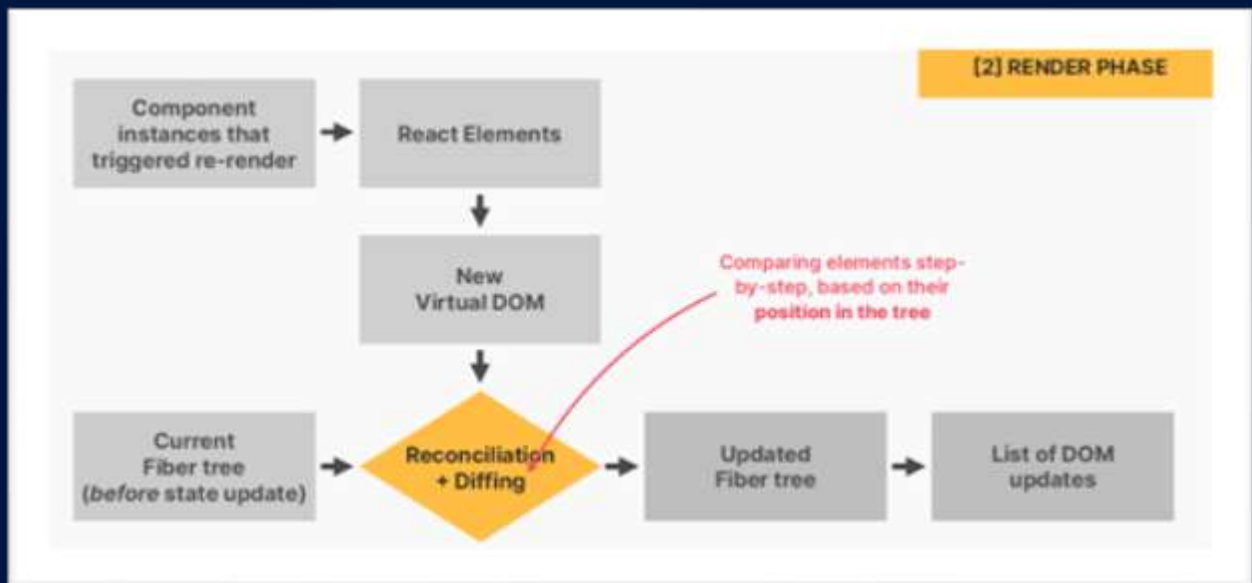 [2] RENDER PHASE
Component
instances that
triggered re-render
React Elements
New
Virtual DOM
Comparing elements step-
by-step, based on their
position in the tree
Current
Fiber tree
(before state update)
Reconciliation
+ Diffing
Updated
Fiber tree
List of DOM
updates